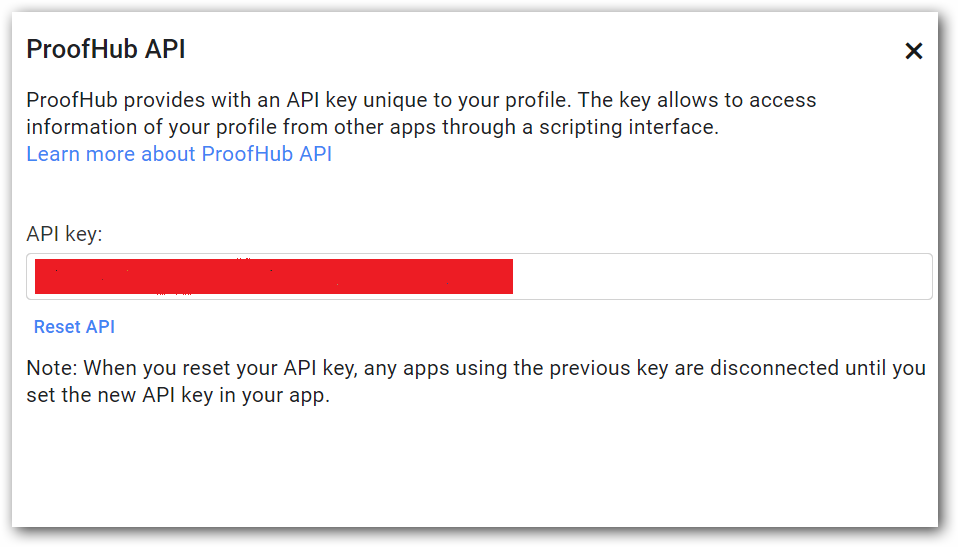 ProofHub API
ProofHub provides with an API key unique to your profile. The key allows to access
information of your profile from other apps through a scripting interface.
Learn more about ProofHub API
API key:
Reset API
Note: When you reset your API key, any apps using the previous key are disconnected until you
set the new API key in your app.